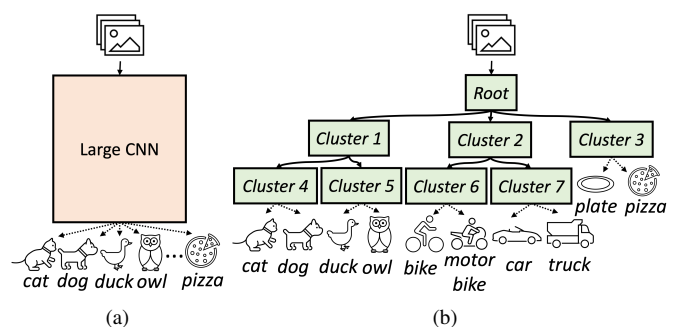 Large CNN
cat dog duck owl ... pizza
(a)
Root
Cluster 1 Cluster 2 Cluster 3
Cluster 4 Cluster 5 Cluster 6 Cluster 7
plate pizza
cat dog duck owl bike motor car truck
bike
(b)